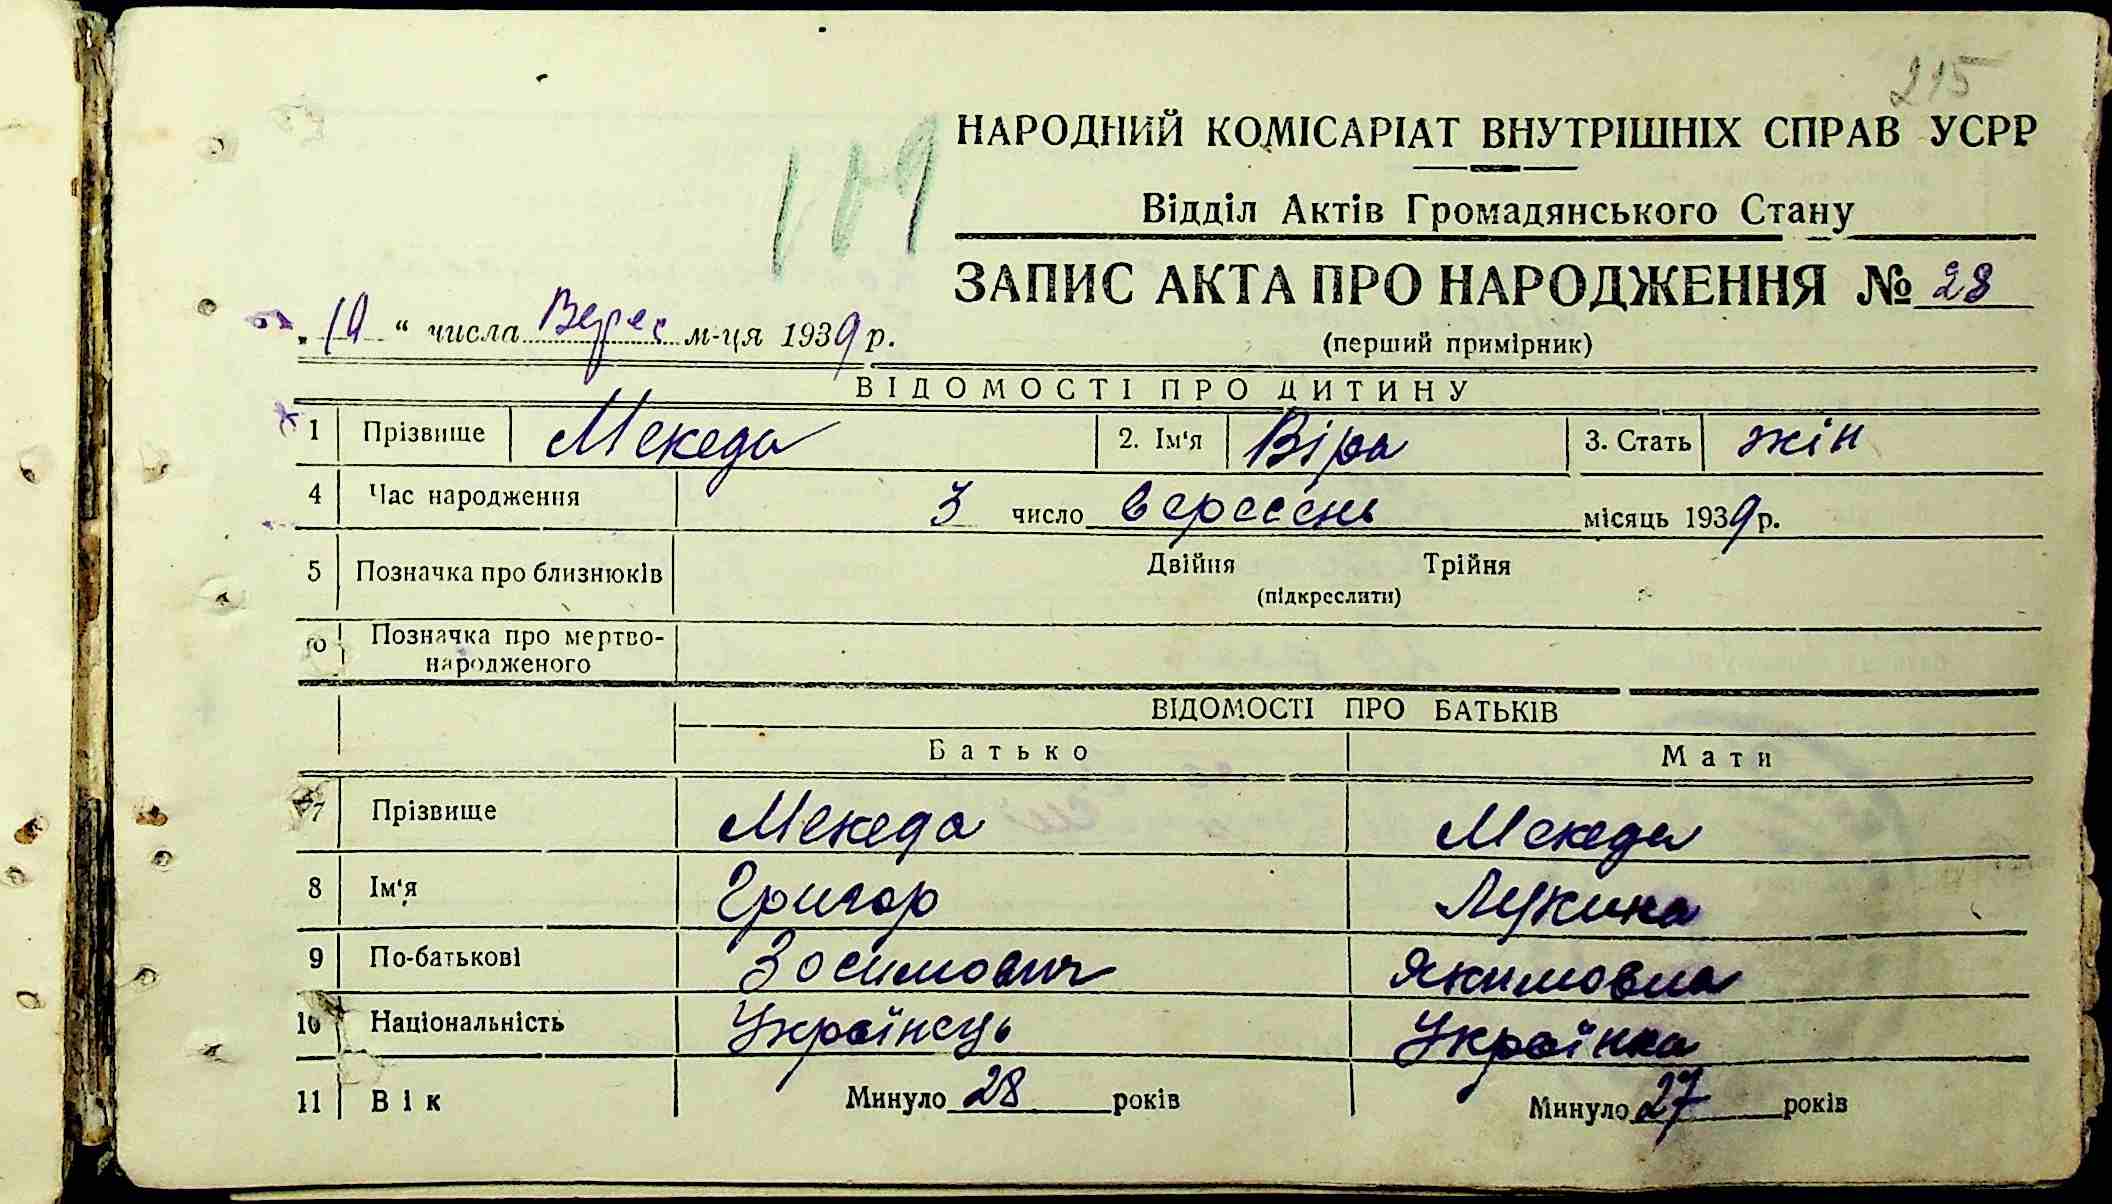 215
109
НАРОДНИЙ КОМІСАРІАТ ВНУТРІШНІХ СПРАВ УСРР
Відділ Актів Громадянського Стану
ЗАПИС АКТА ПРО НАРОДЖЕННЯ № 28
„10“ числа Верес м-ця 1939 р.
(перший примірник)
ВІДОМОСТІ ПРО ДИТИНУ
1 Прізвище Мекеда 2. Ім'я Віра 3. Стать жін
4 Час народження 3 число вересень місяць 1939 р.
5 Позначка про близнюків Двійня Трійня
(підкреслити)
6 Позначка про мертво-
народженого
ВІДОМОСТІ ПРО БАТЬКІВ
Батько Мати
7 Прізвище Мекеда Мекеда
8 Ім'я Григор Лукина
9 По-батькові Зосимович Якимовна
10 Національність Українець Українка
11 Вік Минуло 28 років Минуло 27 років